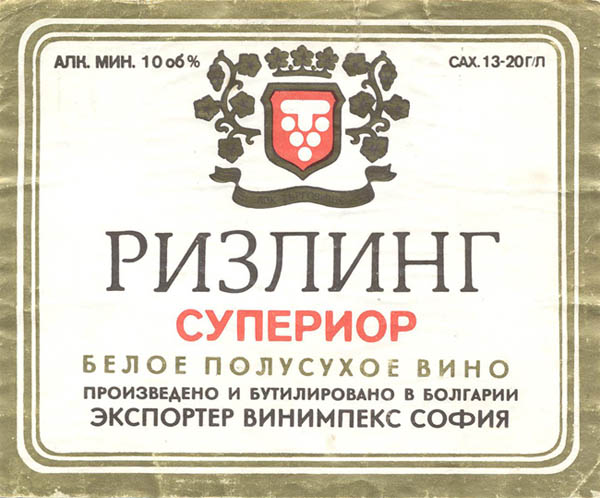 АЛК. МИН. 10 об %
САХ. 13-20 Г/Л
РИЗЛИНГ
СУПЕРИОР
БЕЛОЕ ПОЛУСУХОЕ ВИНО
ПРОИЗВЕДЕНО И БУТИЛИРОВАНО В БОЛГАРИИ
ЭКСПОРТЕР ВИНИМПЕКС СОФИЯ